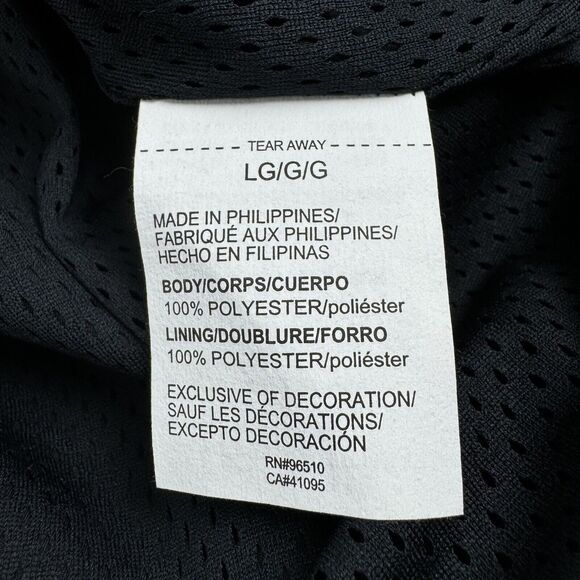 TEAR AWAY
LG/G/G
MADE IN PHILIPPINES/
FABRIQUÉ AUX PHILIPPINES/
HECHO EN FILIPINAS
BODY/CORPS/CUERPO
100% POLYESTER/poliéster
LINING/DOUBLURE/FORRO
100% POLYESTER/poliéster
EXCLUSIVE OF DECORATION/
SAUF LES DÉCORATIONS/
EXCEPTO DECORACIÓN
RN#96510
CA#41095